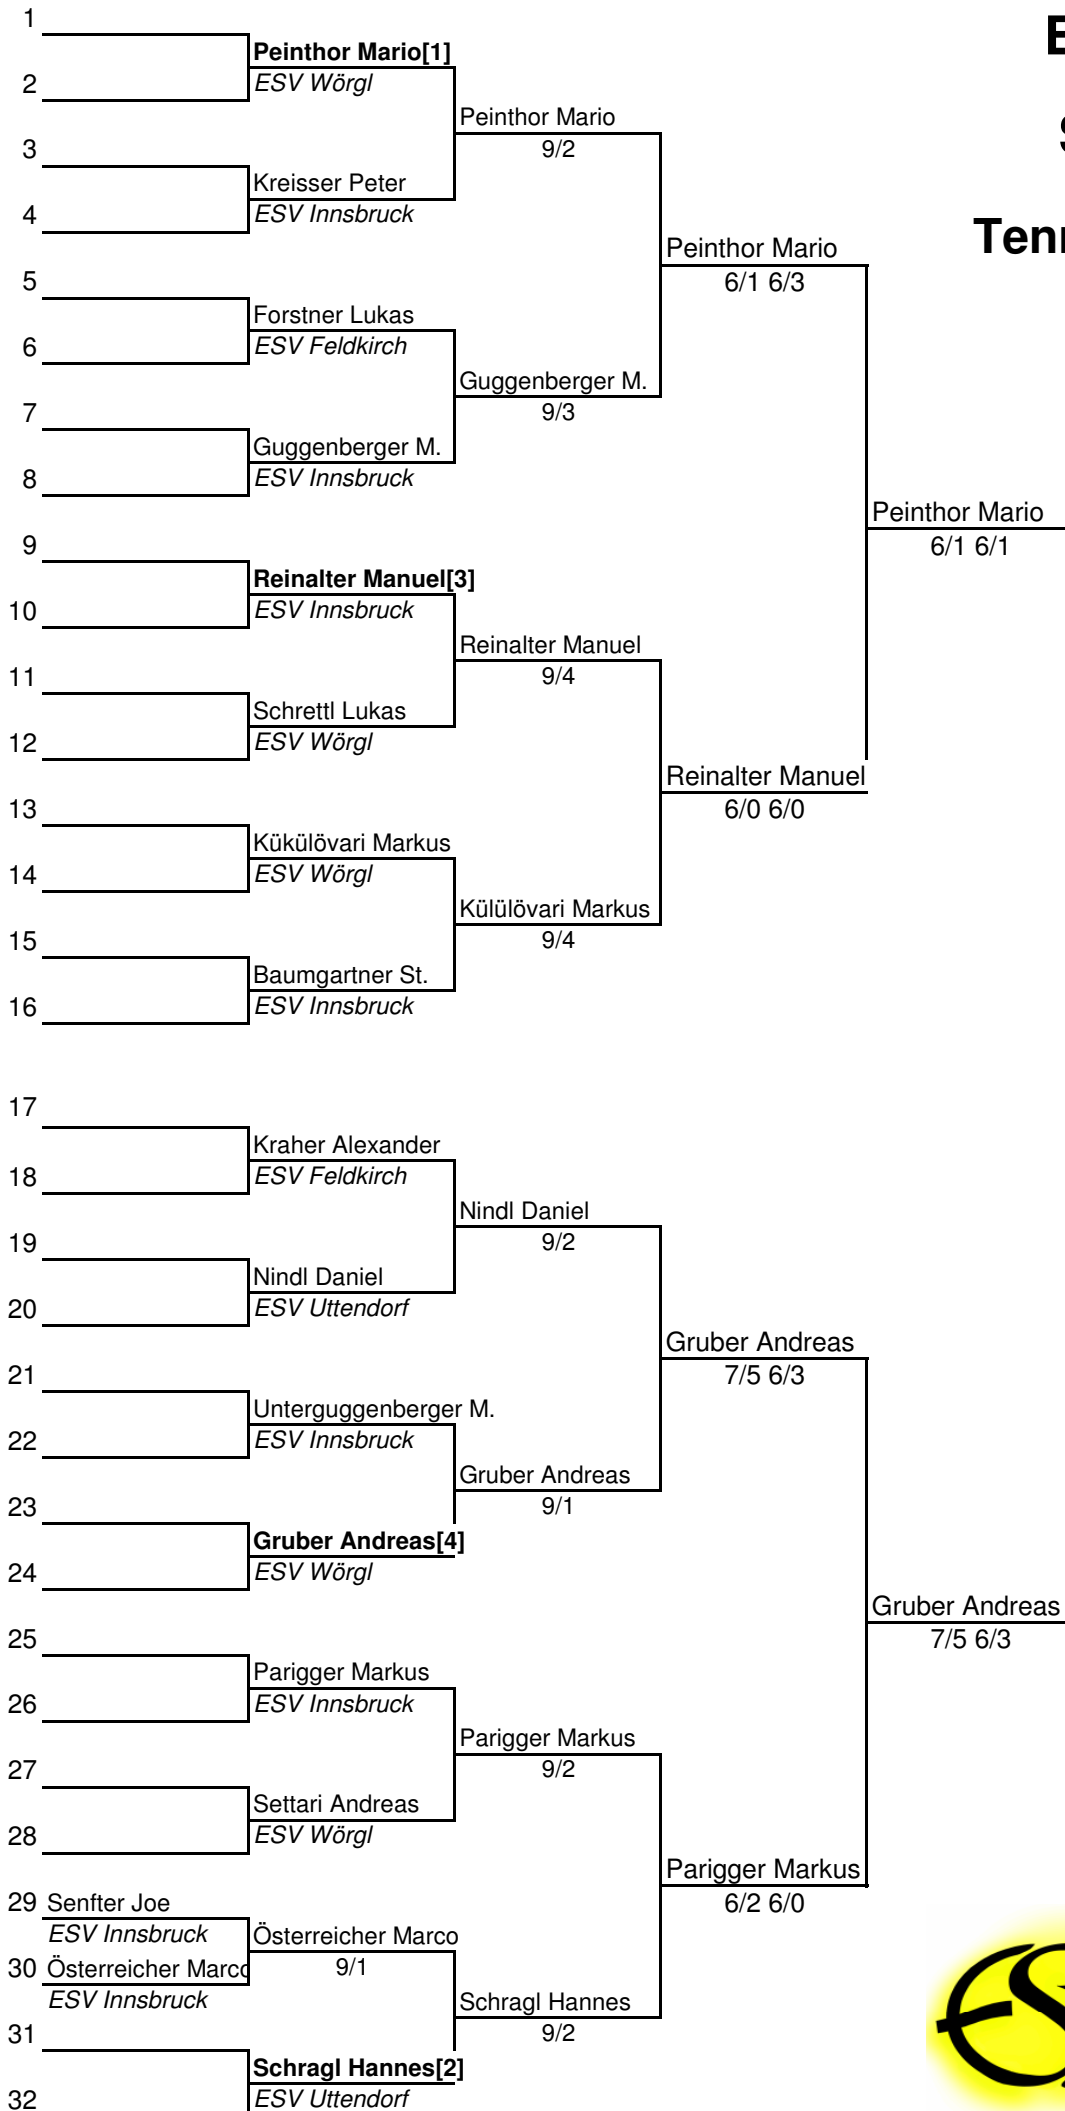 1
Peinthor Mario[1]
2
ESV Wörgl
Peinthor Mario
3
9/2
Kreisser Peter
4
ESV Innsbruck
Peinthor Mario
5
6/1 6/3
Forstner Lukas
6
ESV Feldkirch
Guggenberger M.
7
9/3
Guggenberger M.
8
ESV Innsbruck
Peinthor Mario
9
6/1 6/1
Reinalter Manuel[3]
10
ESV Innsbruck
Reinalter Manuel
11
9/4
Schrettl Lukas
12
ESV Wörgl
Reinalter Manuel
13
6/0 6/0
Kükülövari Markus
14
ESV Wörgl
Külülövari Markus
15
9/4
Baumgartner St.
16
ESV Innsbruck
17
Kraher Alexander
18
ESV Feldkirch
Nindl Daniel
19
9/2
Nindl Daniel
20
ESV Uttendorf
Gruber Andreas
21
7/5 6/3
Unterguggenberger M.
22
ESV Innsbruck
Gruber Andreas
23
9/1
Gruber Andreas[4]
24
ESV Wörgl
Gruber Andreas
25
7/5 6/3
Parigger Markus
26
ESV Innsbruck
Parigger Markus
27
9/2
Settari Andreas
28
ESV Wörgl
Parigger Markus
29 Senfter Joe
6/2 6/0
ESV Innsbruck
Österreicher Marco
30 Österreicher Marco
9/1
ESV Innsbruck
Schragl Hannes
31
9/2
Schragl Hannes[2]
32
ESV Uttendorf